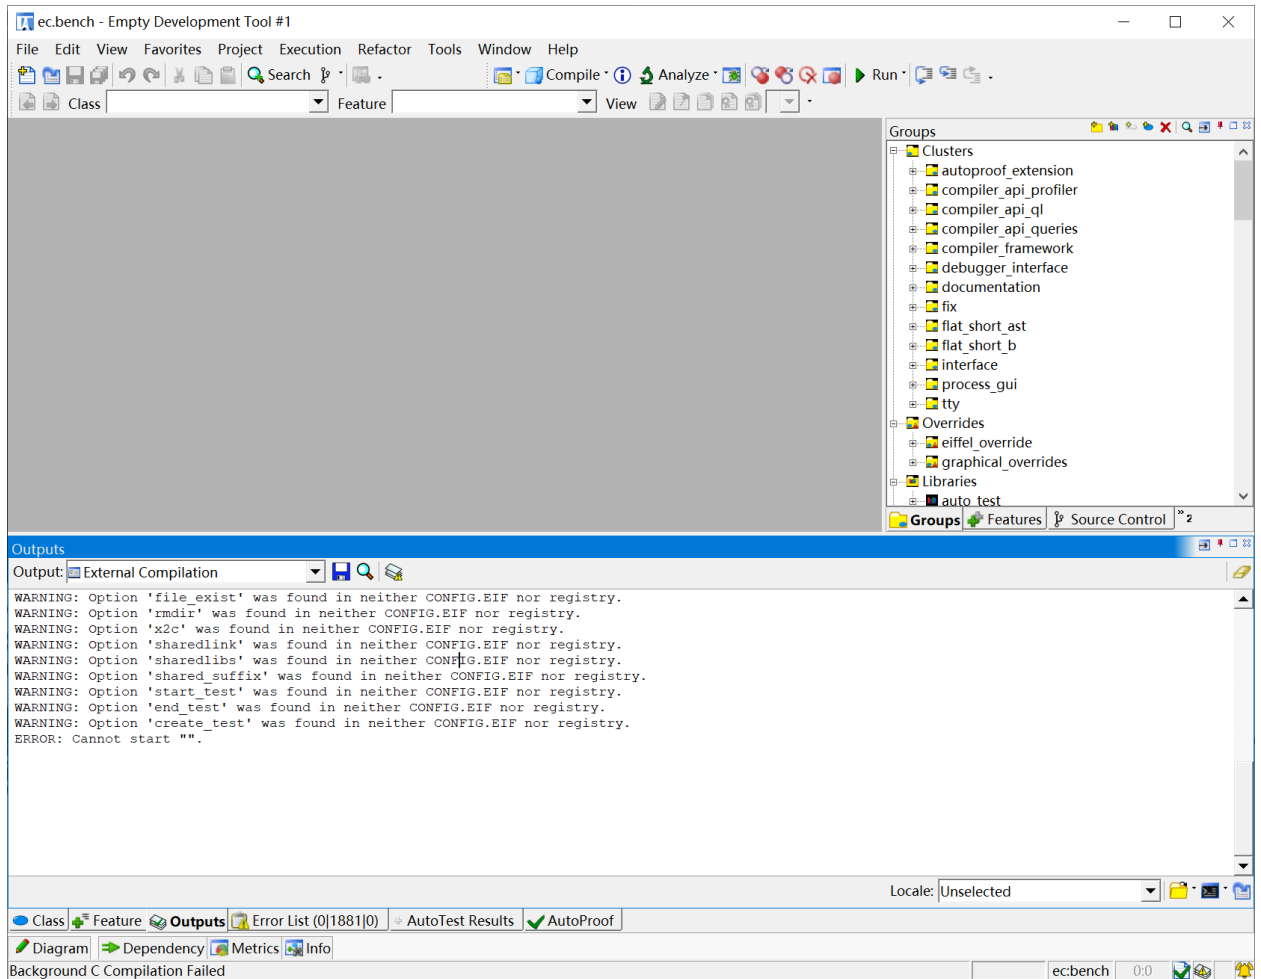 ec.bench - Empty Development Tool #1
File Edit View Favorites Project Execution Refactor Tools Window Help
Search Compile Analyze Run
Class Feature View
Groups
Clusters
autoproof_extension
compiler_api_profiler
compiler_api_ql
compiler_api_queries
compiler_framework
debugger_interface
documentation
fix
flat_short_ast
flat_short_b
interface
process_gui
tty
Overrides
eiffel_override
graphical_overrides
Libraries
auto_test
Groups Features Source Control »2
Outputs
Output: External Compilation
WARNING: Option 'file_exist' was found in neither CONFIG.EIF nor registry.
WARNING: Option 'rmdir' was found in neither CONFIG.EIF nor registry.
WARNING: Option 'x2c' was found in neither CONFIG.EIF nor registry.
WARNING: Option 'sharedlink' was found in neither CONFIG.EIF nor registry.
WARNING: Option 'sharedlibs' was found in neither CONFIG.EIF nor registry.
WARNING: Option 'shared_suffix' was found in neither CONFIG.EIF nor registry.
WARNING: Option 'start_test' was found in neither CONFIG.EIF nor registry.
WARNING: Option 'end_test' was found in neither CONFIG.EIF nor registry.
WARNING: Option 'create_test' was found in neither CONFIG.EIF nor registry.
ERROR: Cannot start "".
Locale: Unselected
Class Feature Outputs Error List (0|1881|0) AutoTest Results AutoProof
Diagram Dependency Metrics Info
Background C Compilation Failed ec:bench 0:0